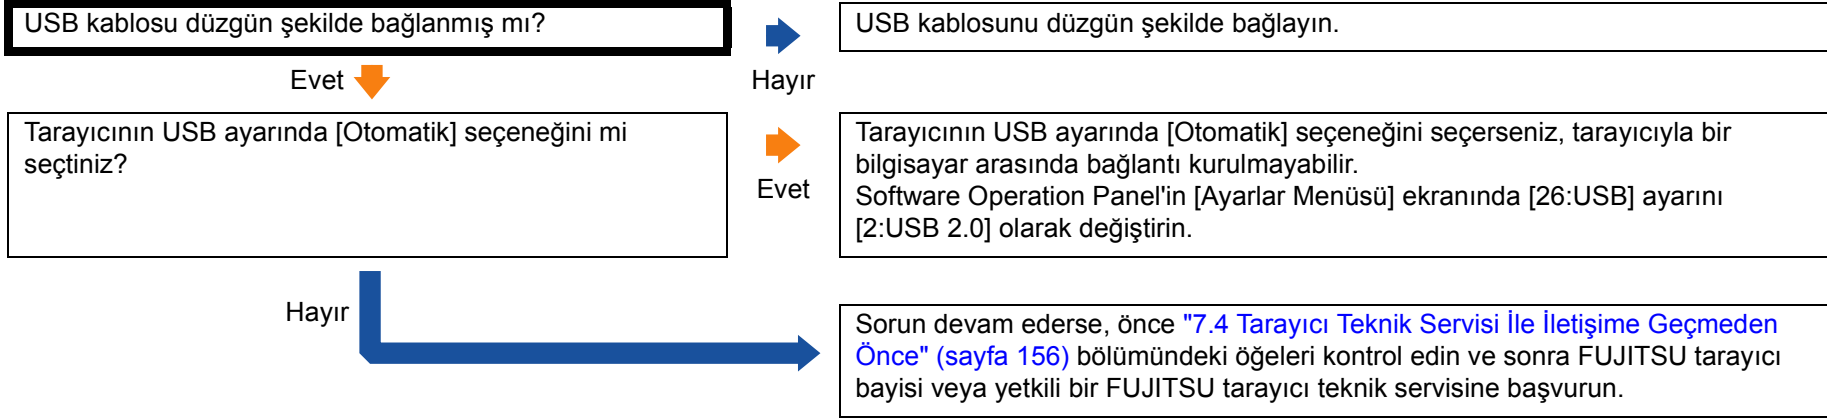 USB kablosu düzgün şekilde bağlanmış mı?
USB kablosunu düzgün şekilde bağlayın.
Evet
Hayır
Tarayıcının USB ayarında [Otomatik] seçeneğini mi
seçtiniz?
Evet
Tarayıcının USB ayarında [Otomatik] seçeneğini seçerseniz, tarayıcıyla bir
bilgisayar arasında bağlantı kurulmayabilir.
Software Operation Panel'in [Ayarlar Menüsü] ekranında [26:USB] ayarını
[2:USB 2.0] olarak değiştirin.
Hayır
Sorun devam ederse, önce "7.4 Tarayıcı Teknik Servisi İle İletişime Geçmeden
Önce" (sayfa 156) bölümündeki öğeleri kontrol edin ve sonra FUJITSU tarayıcı
bayisi veya yetkili bir FUJITSU tarayıcı teknik servisine başvurun.